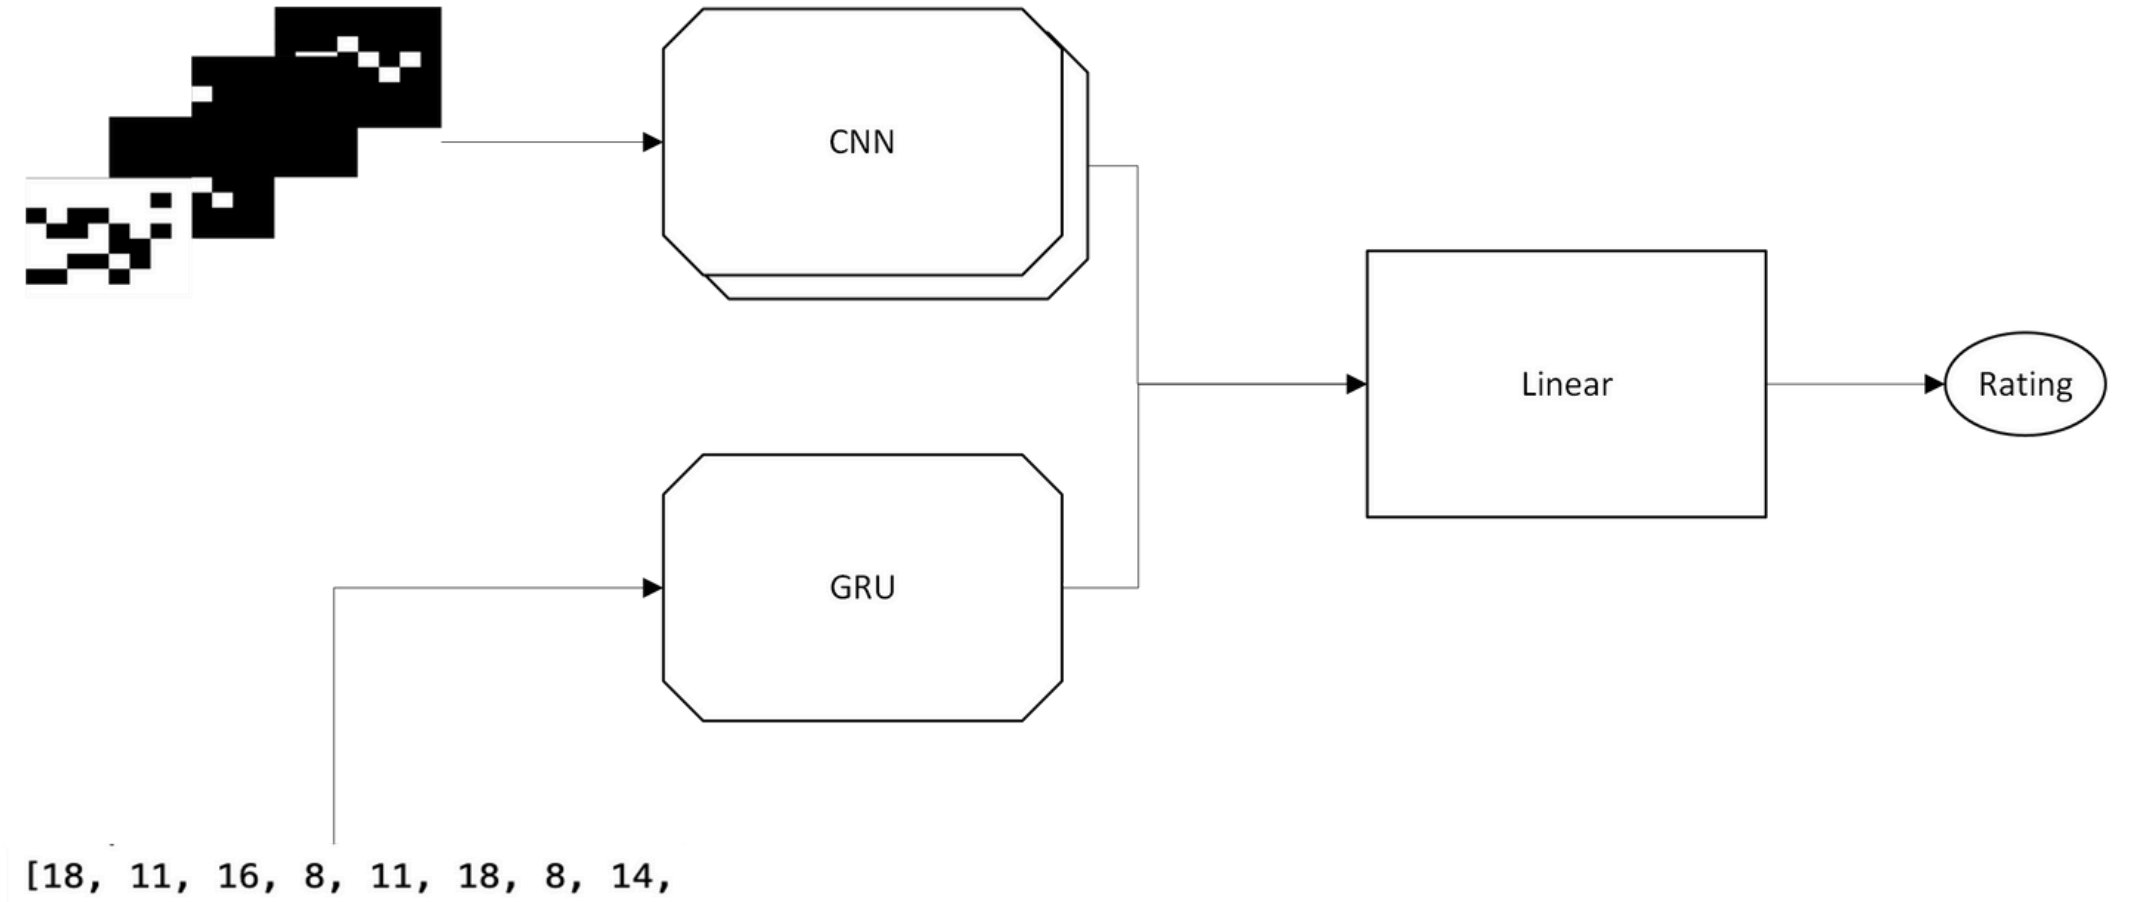 CNN
Linear
Rating
GRU
[18, 11, 16, 8, 11, 18, 8, 14,